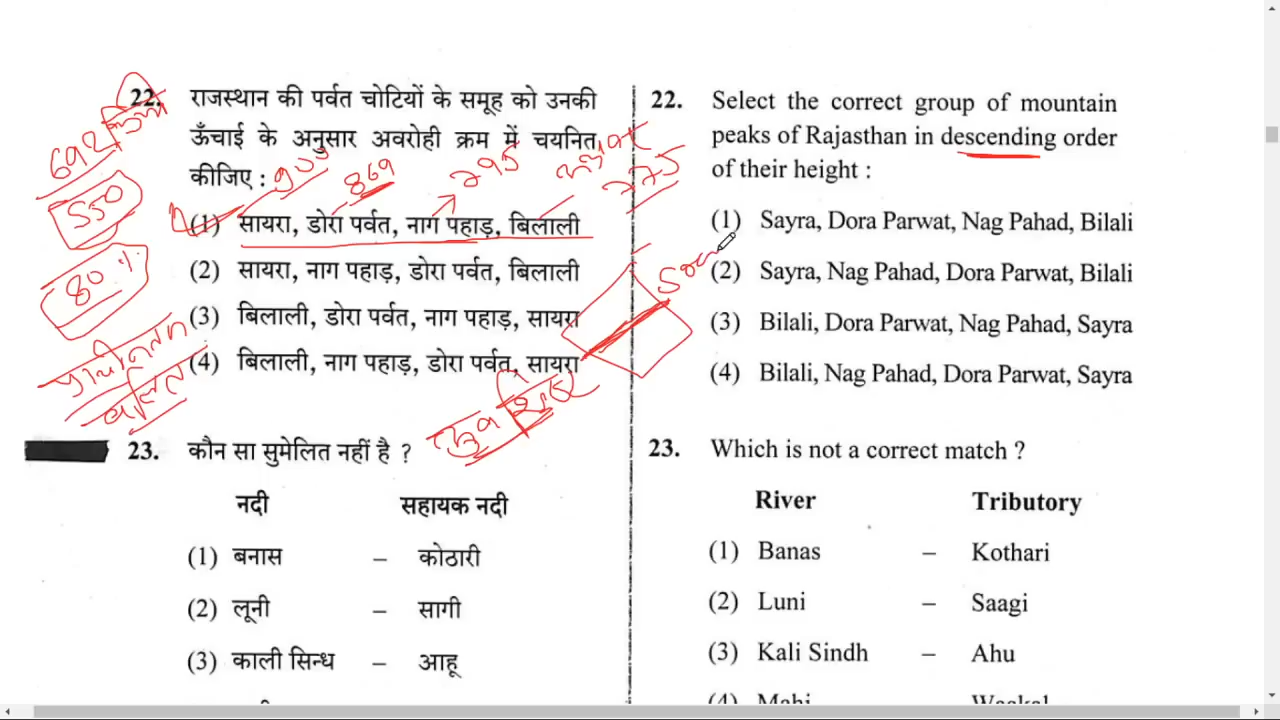 22. राजस्थान की पर्वत चोटियों के समूह को उनकी
ऊँचाई के अनुसार अवरोही क्रम में चयनित
कीजिए :
(1) सायरा, डोरा पर्वत, नाग पहाड़, बिलाली
(2) सायरा, नाग पहाड़, डोरा पर्वत, बिलाली
(3) बिलाली, डोरा पर्वत, नाग पहाड़, सायरा
(4) बिलाली, नाग पहाड़, डोरा पर्वत, सायरा
692
550
80 %
900
869
795
775
23. कौन सा सुमेलित नहीं है ?
नदी सहायक नदी
(1) बनास – कोठारी
(2) लूनी – सागी
(3) काली सिन्ध – आहू
22. Select the correct group of mountain
peaks of Rajasthan in descending order
of their height :
(1) Sayra, Dora Parwat, Nag Pahad, Bilali
(2) Sayra, Nag Pahad, Dora Parwat, Bilali
(3) Bilali, Dora Parwat, Nag Pahad, Sayra
(4) Bilali, Nag Pahad, Dora Parwat, Sayra
23. Which is not a correct match ?
River Tributory
(1) Banas – Kothari
(2) Luni – Saagi
(3) Kali Sindh – Ahu
(4) Mahi Waakal